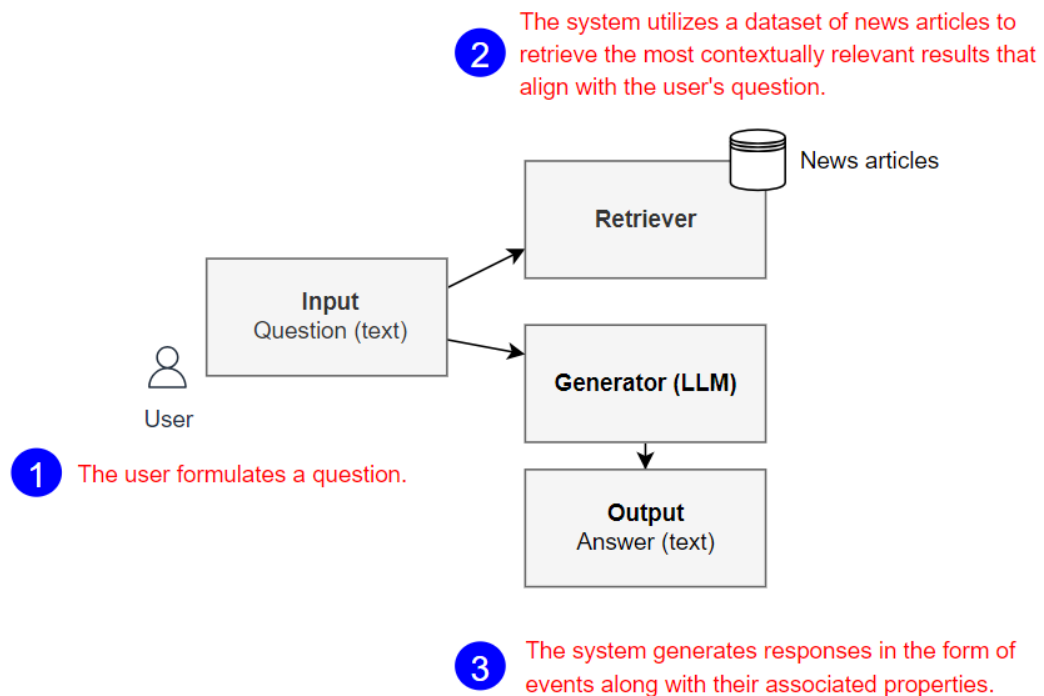 2
The system utilizes a dataset of news articles to
retrieve the most contextually relevant results that
align with the user's question.
News articles
Retriever
Input
Question (text)
User
Generator (LLM)
1
The user formulates a question.
Output
Answer (text)
3
The system generates responses in the form of
events along with their associated properties.